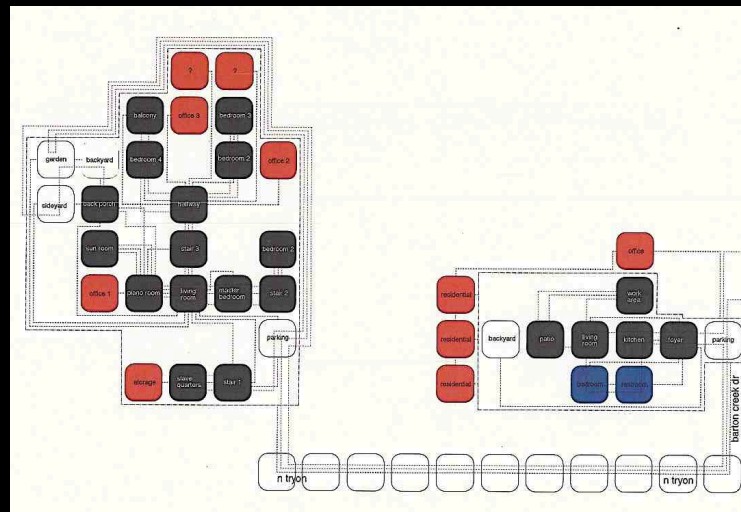 ? ?
balcony office 3 bedroom 3
garden backyard bedroom 4 bedroom 2 office 2
sideyard back porch hallway
sun room stair 3 bedroom 2
office 1 piano room living room master bedroom stair 2
parking
storage slave quarters stair 1
office
residential work area
residential backyard patio living room kitchen foyer parking
residential bedroom
barton creek dr
n tryon n tryon